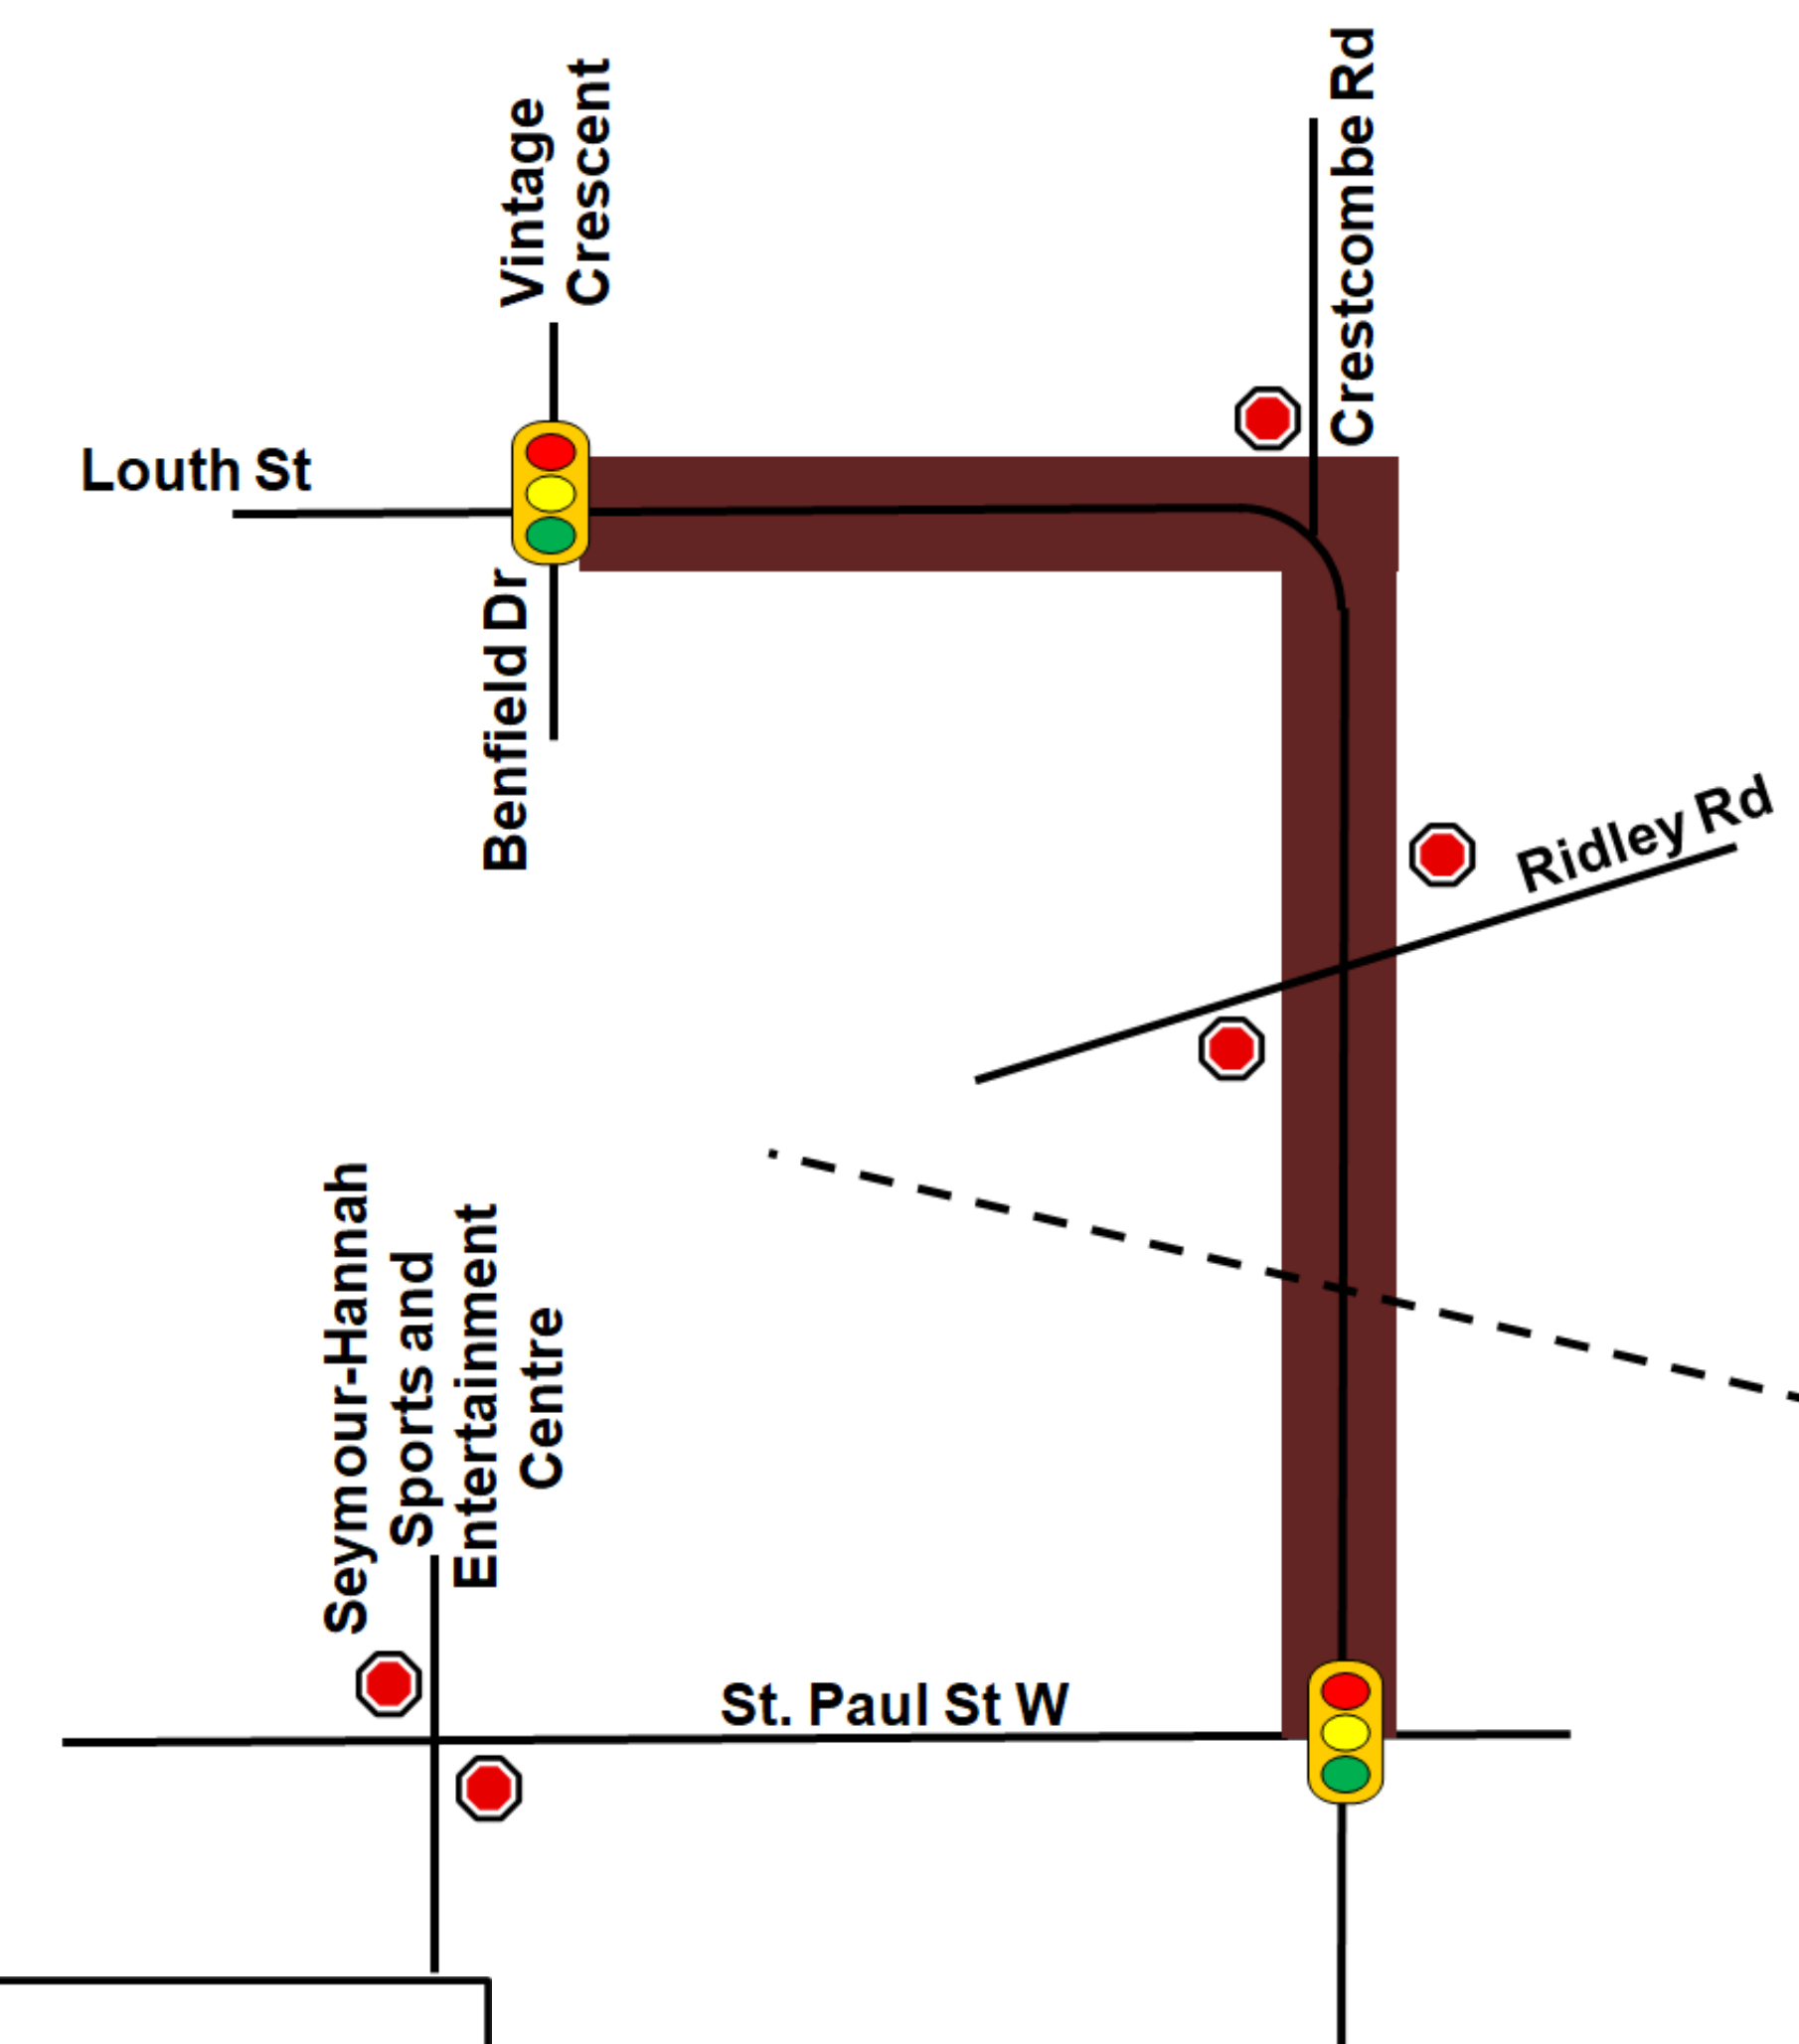 Vintage
Crescent
Crestcombe Rd
Louth St
Benfield Dr
Ridley Rd
Seymour-Hannah
Sports and
Entertainment
Centre
St. Paul St W